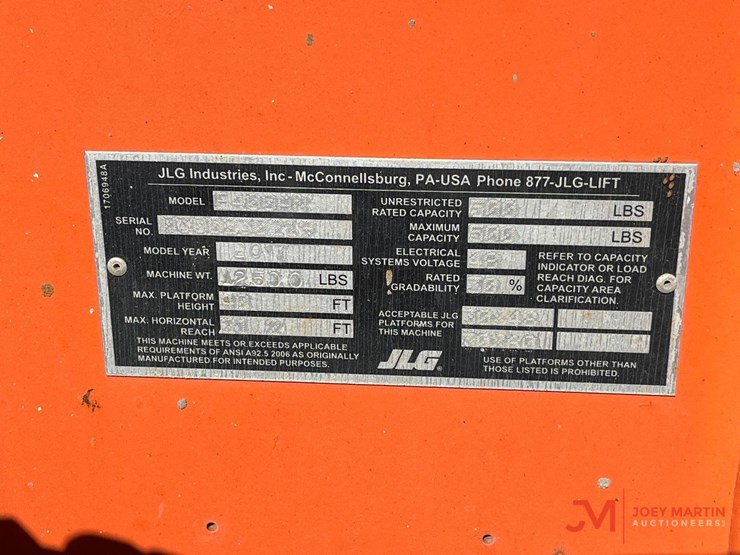 1706948A
JLG Industries, Inc - McConnellsburg, PA-USA Phone 877-JLG-LIFT
MODEL
SERIAL
NO.
MODEL YEAR
MACHINE WT. 12600 LBS
MAX. PLATFORM
HEIGHT FT
MAX. HORIZONTAL
REACH FT
THIS MACHINE MEETS OR EXCEEDS APPLICABLE
REQUIREMENTS OF ANSI A92.5 2006 AS ORIGINALLY
MANUFACTURED FOR INTENDED PURPOSES.
UNRESTRICTED
RATED CAPACITY 500 LBS
MAXIMUM
CAPACITY 500 LBS
ELECTRICAL
SYSTEMS VOLTAGE
RATED
GRADABILITY %
REFER TO CAPACITY
INDICATOR OR LOAD
REACH DIAG. FOR
CAPACITY AREA
CLARIFICATION.
ACCEPTABLE JLG
PLATFORMS FOR
THIS MACHINE
JLG®
USE OF PLATFORMS OTHER THAN
THOSE LISTED IS PROHIBITED.
JM JOEY MARTIN
AUCTIONEERS